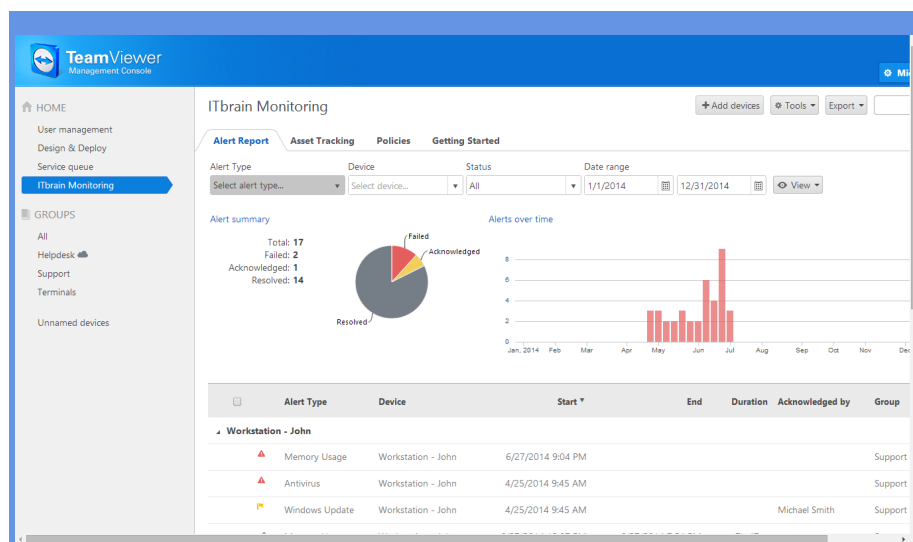 TeamViewer
Management Console
HOME
User management
Design & Deploy
Service queue
ITbrain Monitoring
GROUPS
All
Helpdesk
Support
Terminals
Unnamed devices
ITbrain Monitoring
Add devices Tools Export
Alert Report Asset Tracking Policies Getting Started
Alert Type Device Status Date range
Select alert type... Select device... All 1/1/2014 12/31/2014 View
Alert summary
Total: 17
Failed: 2
Acknowledged: 1
Resolved: 14
Failed
Acknowledged
Resolved
Alerts over time
8
6
4
2
0
Jan, 2014 Feb Mar Apr May Jun Jul Aug Sep Oct Nov Dec
Alert Type Device Start End Duration Acknowledged by Group
Workstation - John
Memory Usage Workstation - John 6/27/2014 9:04 PM Support
Antivirus Workstation - John 4/25/2014 9:45 AM Support
Windows Update Workstation - John 4/25/2014 9:45 AM Michael Smith Support